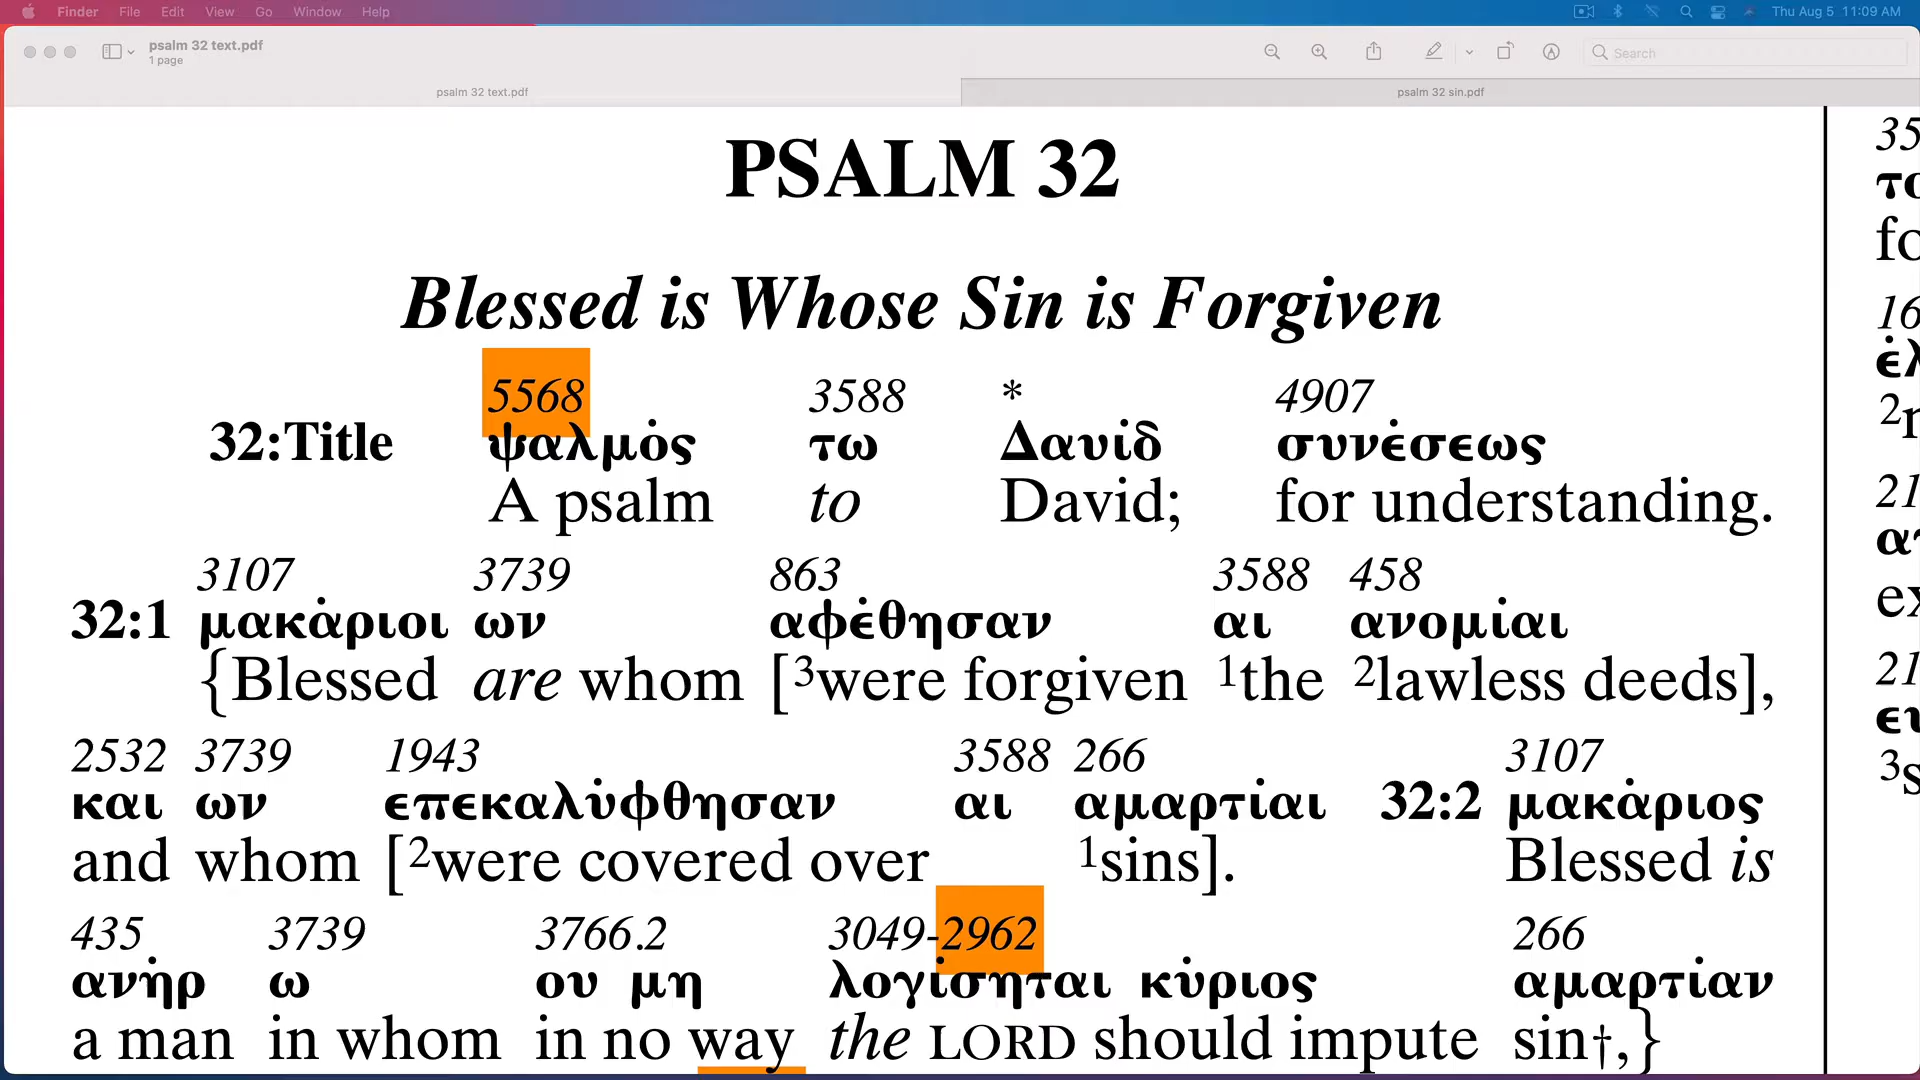 Finder File Edit View Go Window Help Thu Aug 5 11:09 AM
psalm 32 text.pdf
1 page
Search
psalm 32 text.pdf psalm 32 sin.pdf
PSALM 32
Blessed is Whose Sin is Forgiven
5568 3588 * 4907
32:Title ψαλμός τω Δαυίδ συνέσεως
A psalm to David; for understanding.
3107 3739 863 3588 458
32:1 μακάριοι ων αφέθησαν αι ανομίαι
{Blessed are whom [³were forgiven ¹the ²lawless deeds],
2532 3739 1943 3588 266 3107
και ων επεκαλύφθησαν αι αμαρτίαι 32:2 μακάριος
and whom [²were covered over ¹sins]. Blessed is
435 3739 3766.2 3049-2962 266
ανήρ ω ου μη λογίσηται κύριος αμαρτίαν
a man in whom in no way the LORD should impute sin†,}